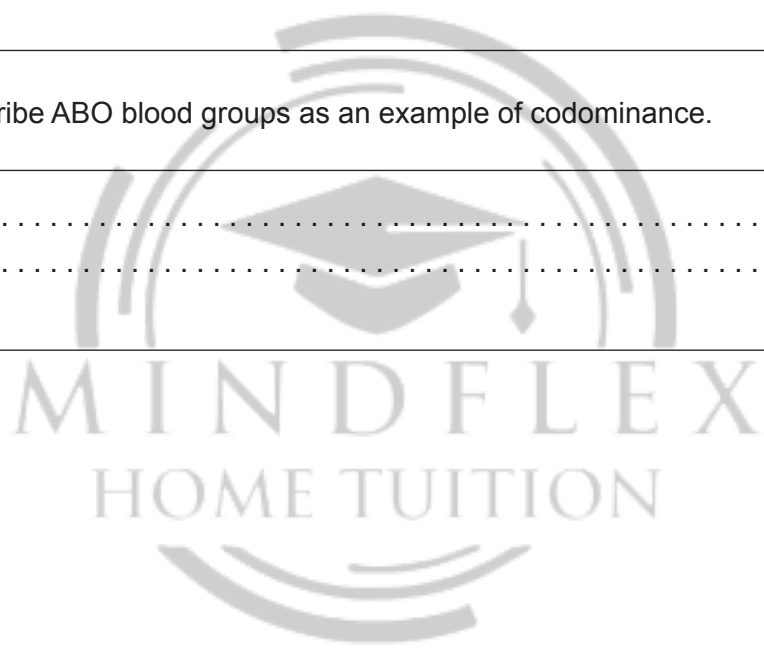 ribe ABO blood groups as an example of codominance.
. . . . . . . . . . . . . . . . . . . . . . . . . . . . . . . . . . . . . . . . . . . . . . .
. . . . . . . . . . . . . . . . . . . . . . . . . . . . . . . . . . . . . . . . . . . . . . .
MINDFLEX
HOME TUITION